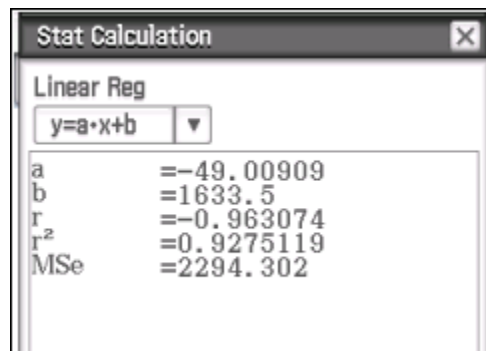 Stat Calculation
Linear Reg
y=a·x+b
a =-49.00909
b =1633.5
r =-0.963074
r² =0.9275119
MSe =2294.302